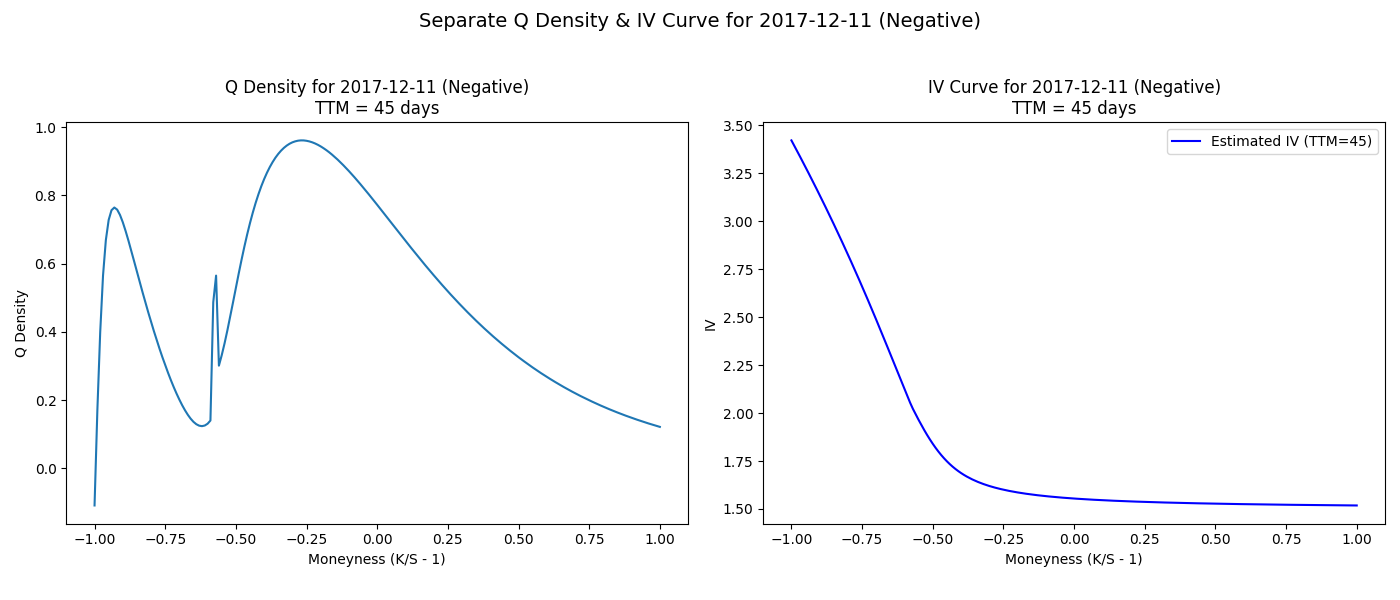 Separate Q Density & IV Curve for 2017-12-11 (Negative)
Q Density for 2017-12-11 (Negative)
TTM = 45 days
1.0
0.8
0.6
0.4
0.2
0.0
Q Density
−1.00 −0.75 −0.50 −0.25 0.00 0.25 0.50 0.75 1.00
Moneyness (K/S - 1)
IV Curve for 2017-12-11 (Negative)
TTM = 45 days
Estimated IV (TTM=45)
3.50
3.25
3.00
2.75
2.50
2.25
2.00
1.75
1.50
IV
−1.00 −0.75 −0.50 −0.25 0.00 0.25 0.50 0.75 1.00
Moneyness (K/S - 1)